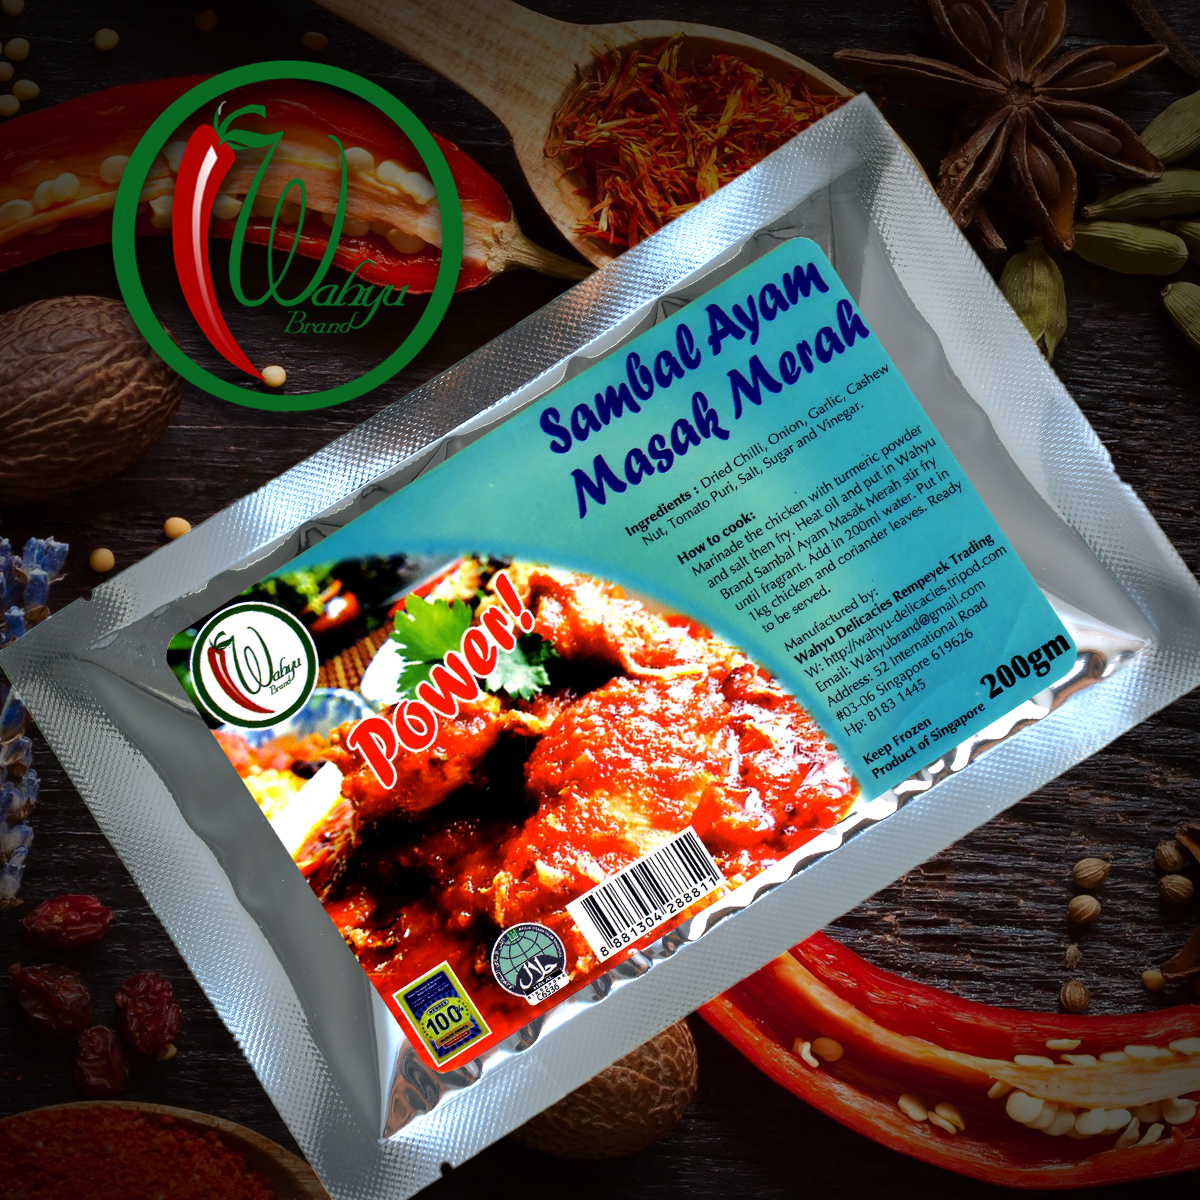 Wahyu
Brand
Sambal Ayam
Masak Merah
Ingredients : Dried Chilli, Onion, Garlic, Cashew
Nut, Tomato Puri, Salt, Sugar and Vinegar.
How to cook:
Marinade the chicken with turmeric powder
and salt then fry. Heat oil and put in Wahyu
Brand Sambal Ayam Masak Merah stir fry
until fragrant. Add in 200ml water. Put in
1kg chicken and coriander leaves. Ready
to be served.
Manufactured by:
Wahyu Delicacies Rempeyek Trading
W: http://wahyu-delicacies.tripod.com
Email: Wahyubrand@gmail.com
Address: 52 International Road
#03-06 Singapore 619626
Hp: 8183 1445
Keep Frozen
Product of Singapore
200gm
Wahyu
Brand
Power!
8 881304 288811
حلال
HALAL
SINGAPORE
C6536
100%